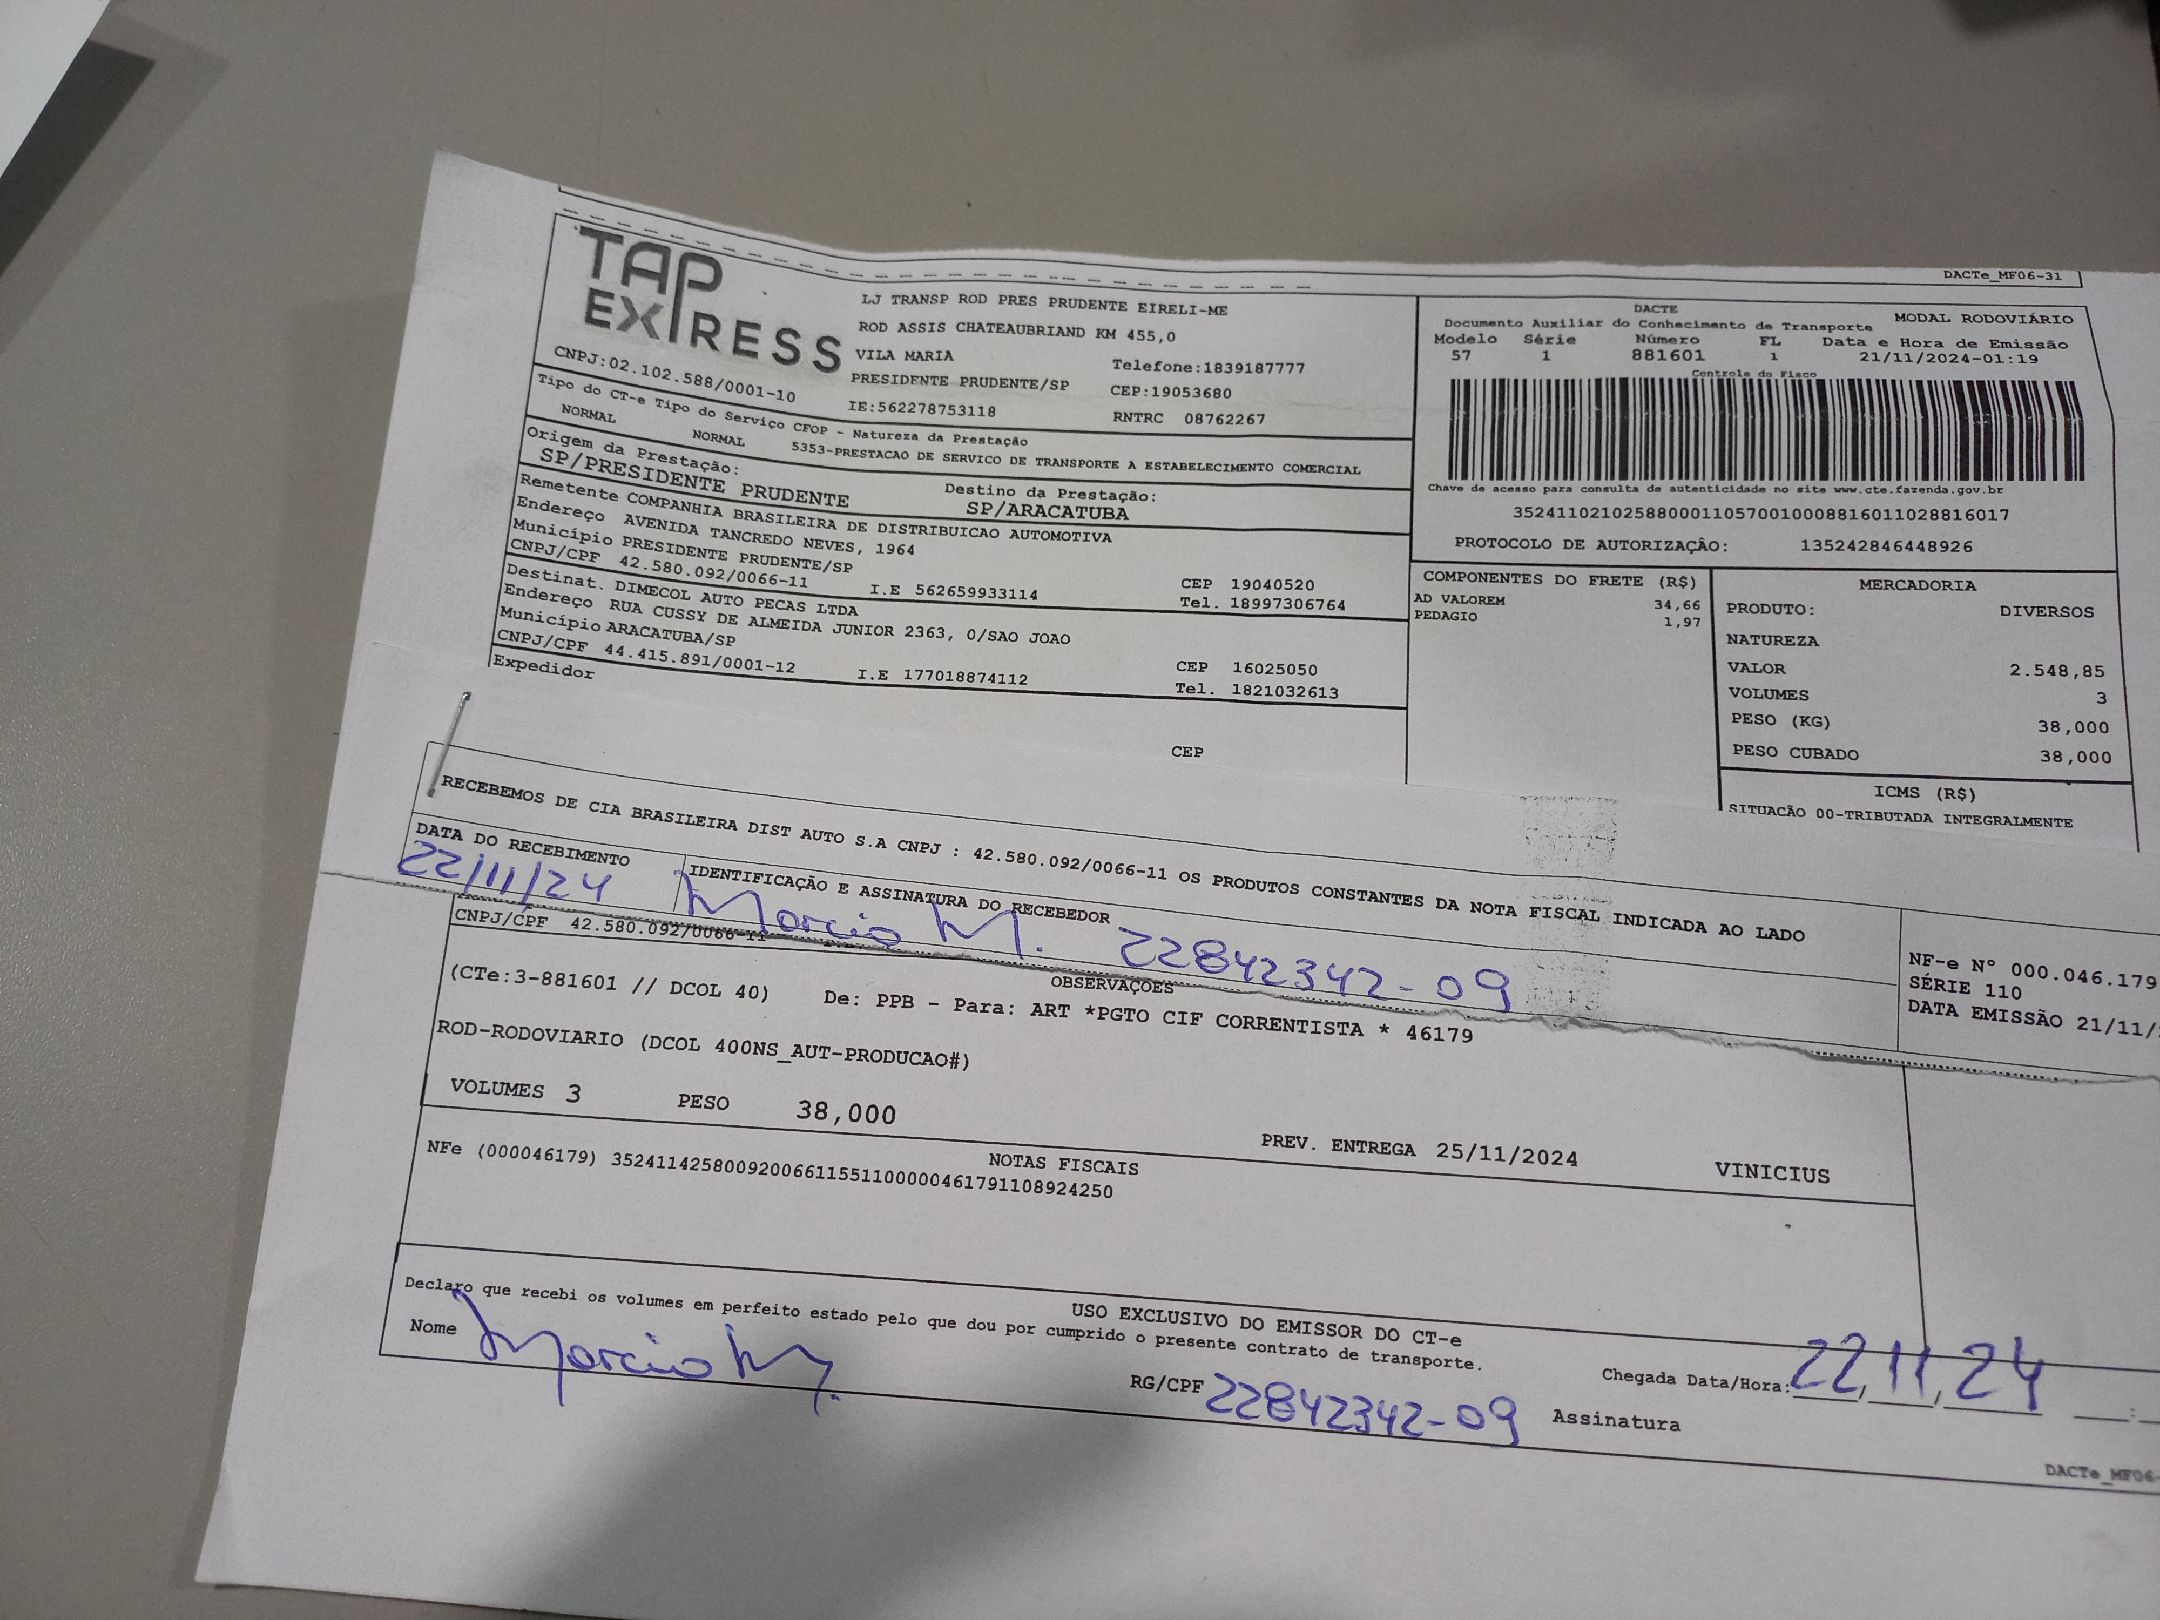 DACTe_MF06-31
TAP
EXPRESS
CNPJ:02.102.588/0001-10
LJ TRANSP ROD PRES PRUDENTE EIRELI-ME
ROD ASSIS CHATEAUBRIAND KM 455,0
VILA MARIA Telefone:1839187777
PRESIDENTE PRUDENTE/SP CEP:19053680
IE:562278753118 RNTRC 08762267
DACTE MODAL RODOVIÁRIO
Documento Auxiliar do Conhecimento de Transporte
Modelo Série Número FL Data e Hora de Emissão
57 1 881601 1 21/11/2024-01:19
Controle do Fisco
Chave de acesso para consulta de autenticidade no site www.cte.fazenda.gov.br
35241102102588000110570010008816011028816017
PROTOCOLO DE AUTORIZAÇÃO: 135242846448926
Tipo do CT-e Tipo do Serviço CFOP - Natureza da Prestação
NORMAL NORMAL 5353-PRESTACAO DE SERVICO DE TRANSPORTE A ESTABELECIMENTO COMERCIAL
Origem da Prestação: Destino da Prestação:
SP/PRESIDENTE PRUDENTE SP/ARACATUBA
Remetente COMPANHIA BRASILEIRA DE DISTRIBUICAO AUTOMOTIVA
Endereço AVENIDA TANCREDO NEVES, 1964
Município PRESIDENTE PRUDENTE/SP CEP 19040520
CNPJ/CPF 42.580.092/0066-11 I.E 562659933114 Tel. 18997306764
Destinat. DIMECOL AUTO PECAS LTDA
Endereço RUA CUSSY DE ALMEIDA JUNIOR 2363, 0/SAO JOAO
Município ARACATUBA/SP CEP 16025050
CNPJ/CPF 44.415.891/0001-12 I.E 177018874112 Tel. 1821032613
Expedidor
CEP
COMPONENTES DO FRETE (R$)
AD VALOREM 34,66
PEDAGIO 1,97
MERCADORIA
PRODUTO: DIVERSOS
NATUREZA
VALOR 2.548,85
VOLUMES 3
PESO (KG) 38,000
PESO CUBADO 38,000
ICMS (R$)
SITUACÃO 00-TRIBUTADA INTEGRALMENTE
RECEBEMOS DE CIA BRASILEIRA DIST AUTO S.A CNPJ : 42.580.092/0066-11 OS PRODUTOS CONSTANTES DA NOTA FISCAL INDICADA AO LADO
DATA DO RECEBIMENTO IDENTIFICAÇÃO E ASSINATURA DO RECEBEDOR
22/11/24 Marcio M. 22842342-09
NF-e N° 000.046.179
SÉRIE 110
DATA EMISSÃO 21/11/
CNPJ/CPF 42.580.092/0066-11
OBSERVAÇÕES
(CTe:3-881601 // DCOL 40) De: PPB - Para: ART *PGTO CIF CORRENTISTA * 46179
ROD-RODOVIARIO (DCOL 400NS_AUT-PRODUCAO#)
VOLUMES 3 PESO 38,000 PREV. ENTREGA 25/11/2024 VINICIUS
NOTAS FISCAIS
NFe (000046179) 35241142580092006611551100000461791108924250
USO EXCLUSIVO DO EMISSOR DO CT-e
Declaro que recebi os volumes em perfeito estado pelo que dou por cumprido o presente contrato de transporte.
Nome Marcio M. RG/CPF 22842342-09 Chegada Data/Hora: 22/11/24
Assinatura
DACTe_MF06-